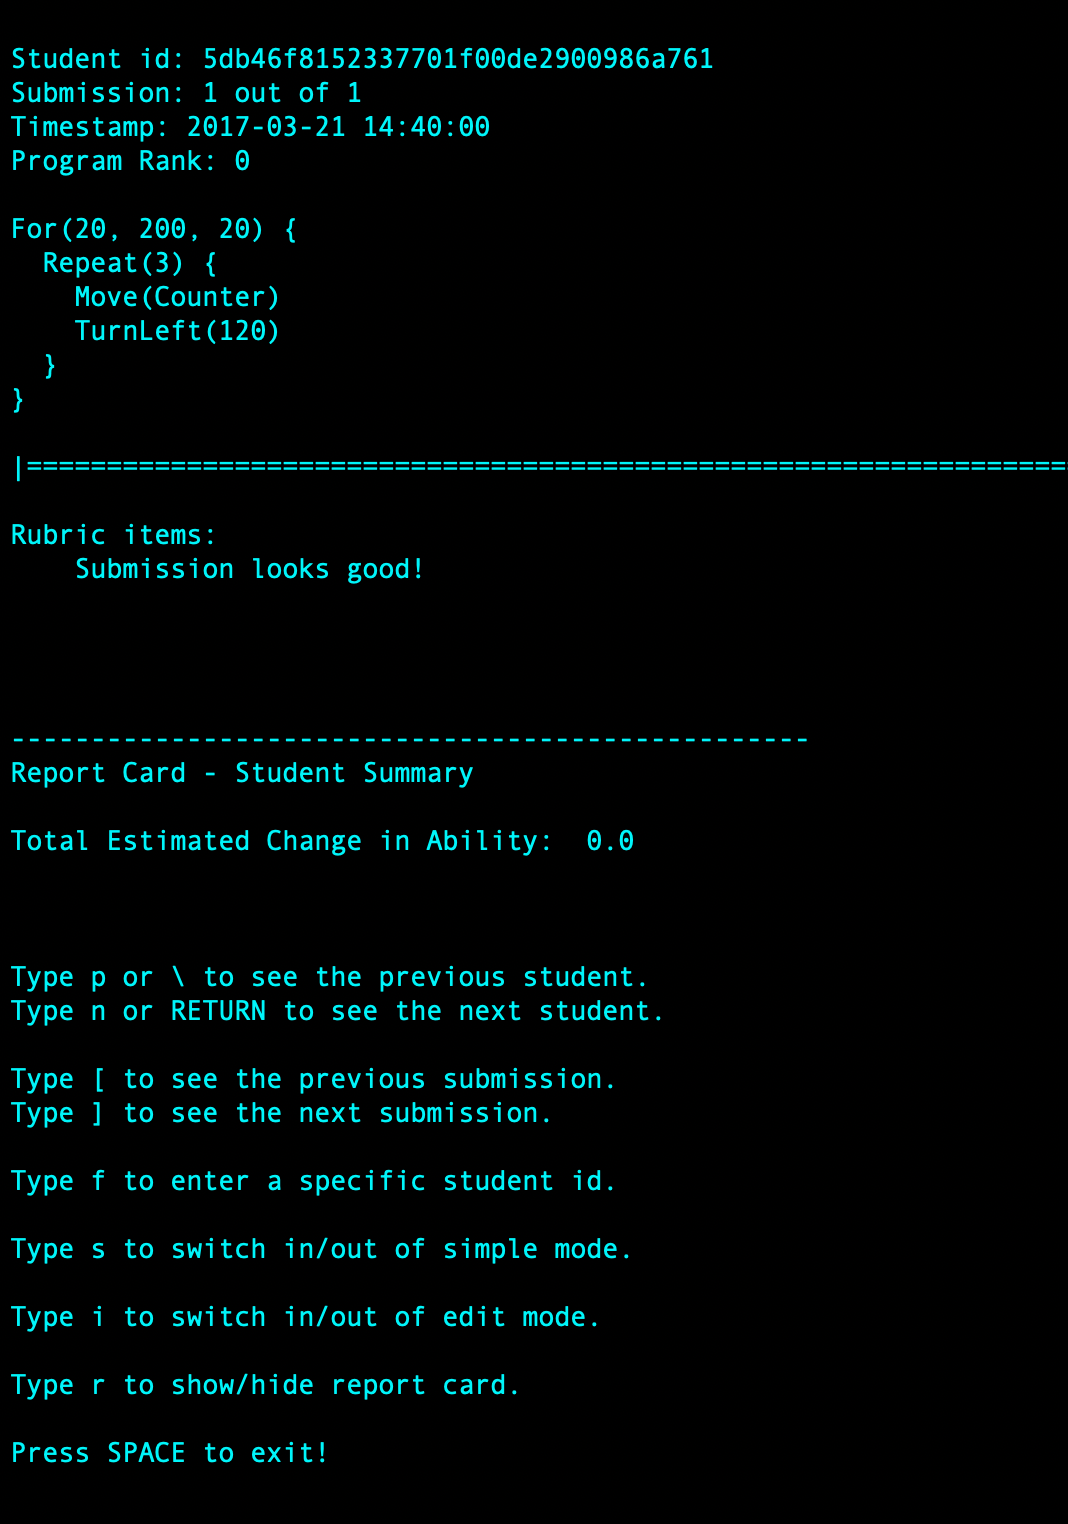 Student id: 5db46f8152337701f00de2900986a761
Submission: 1 out of 1
Timestamp: 2017-03-21 14:40:00
Program Rank: 0
For(20, 200, 20) {
  Repeat(3) {
    Move(Counter)
    TurnLeft(120)
  }
}
|=================================================================
Rubric items:
    Submission looks good!
--------------------------------------------------
Report Card - Student Summary
Total Estimated Change in Ability:  0.0
Type p or \ to see the previous student.
Type n or RETURN to see the next student.
Type [ to see the previous submission.
Type ] to see the next submission.
Type f to enter a specific student id.
Type s to switch in/out of simple mode.
Type i to switch in/out of edit mode.
Type r to show/hide report card.
Press SPACE to exit!